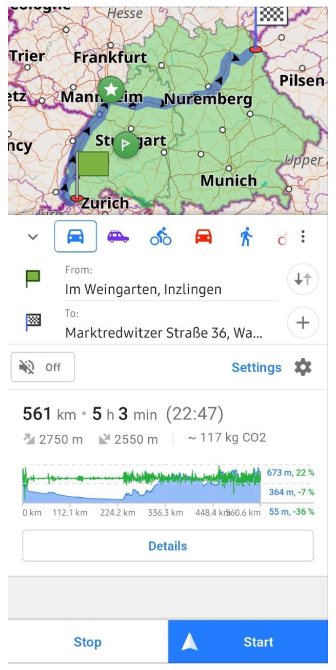 Cologne
Hesse
Trier
Frankfurt
Mannheim
Nuremberg
Pilsen
Stuttgart
Munich
Upper
Zurich
From:
Im Weingarten, Inzlingen
To:
Marktredwitzer Straße 36, Wa...
Off
Settings
561 km • 5 h 3 min (22:47)
2750 m 2550 m ~ 117 kg CO2
673 m, 22 %
364 m, -7 %
55 m, -36 %
0 km 112.1 km 224.2 km 336.3 km 448.4 km 560.6 km
Details
Stop
Start